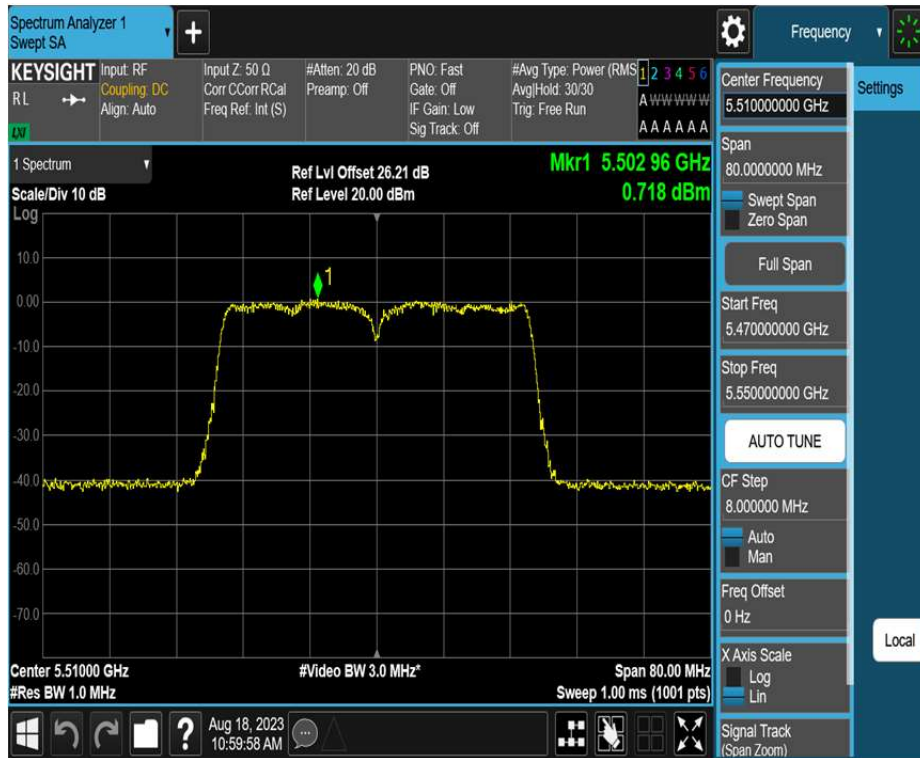 Spectrum Analyzer 1
Swept SA
Frequency
KEYSIGHT
R L
LXI
Input: RF
Coupling: DC
Align: Auto
Input Z: 50 Ω
Corr CCorr RCal
Freq Ref: Int (S)
#Atten: 20 dB
Preamp: Off
PNO: Fast
Gate: Off
IF Gain: Low
Sig Track: Off
#Avg Type: Power (RMS
Avg|Hold: 30/30
Trig: Free Run
1 2 3 4 5 6
A W W W W W
A A A A A A
Center Frequency
5.510000000 GHz
Settings
Span
80.0000000 MHz
Swept Span
Zero Span
Full Span
Start Freq
5.470000000 GHz
Stop Freq
5.550000000 GHz
AUTO TUNE
CF Step
8.000000 MHz
Auto
Man
Freq Offset
0 Hz
X Axis Scale
Log
Lin
Local
Signal Track
(Span Zoom)
1 Spectrum
Scale/Div 10 dB
Ref Lvl Offset 26.21 dB
Ref Level 20.00 dBm
Mkr1 5.502 96 GHz
0.718 dBm
Log
10.0
0.00
-10.0
-20.0
-30.0
-40.0
-50.0
-60.0
-70.0
1
Center 5.51000 GHz
#Res BW 1.0 MHz
#Video BW 3.0 MHz*
Span 80.00 MHz
Sweep 1.00 ms (1001 pts)
?
Aug 18, 2023
10:59:58 AM